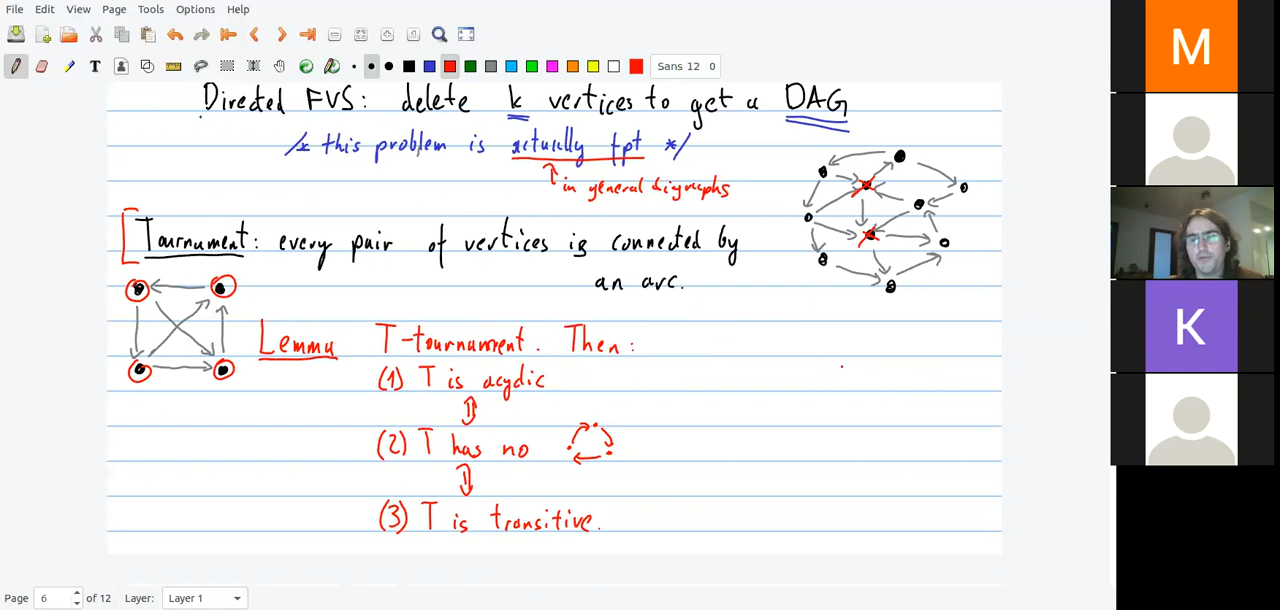 File Edit View Page Tools Options Help
Sans 12 0
Directed FVS: delete k vertices to get a DAG
/* this problem is actually fpt */
in general digraphs
Tournament: every pair of vertices is connected by
an arc.
Lemma T-tournament. Then:
(1) T is acyclic
(2) T has no
(3) T is transitive.
M
K
Page 6 of 12 Layer: Layer 1